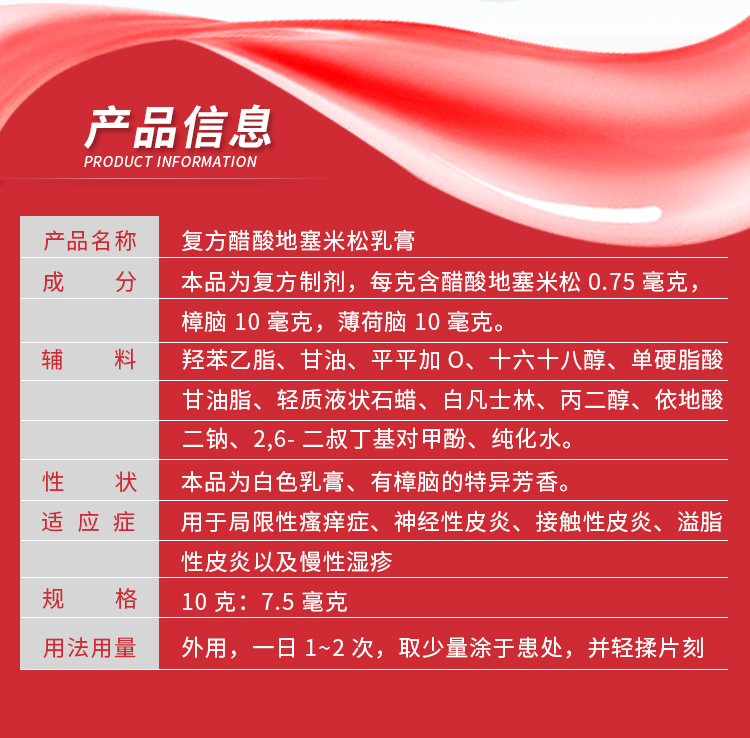 产品信息
PRODUCT INFORMATION
产品名称 复方醋酸地塞米松乳膏
成 分 本品为复方制剂，每克含醋酸地塞米松 0.75 毫克，
樟脑 10 毫克，薄荷脑 10 毫克。
辅 料 羟苯乙脂、甘油、平平加 O、十六十八醇、单硬脂酸
甘油脂、轻质液状石蜡、白凡士林、丙二醇、依地酸
二钠、2,6- 二叔丁基对甲酚、纯化水。
性 状 本品为白色乳膏、有樟脑的特异芳香。
适 应 症 用于局限性瘙痒症、神经性皮炎、接触性皮炎、溢脂
性皮炎以及慢性湿疹
规 格 10 克：7.5 毫克
用法用量 外用，一日 1~2 次，取少量涂于患处，并轻揉片刻